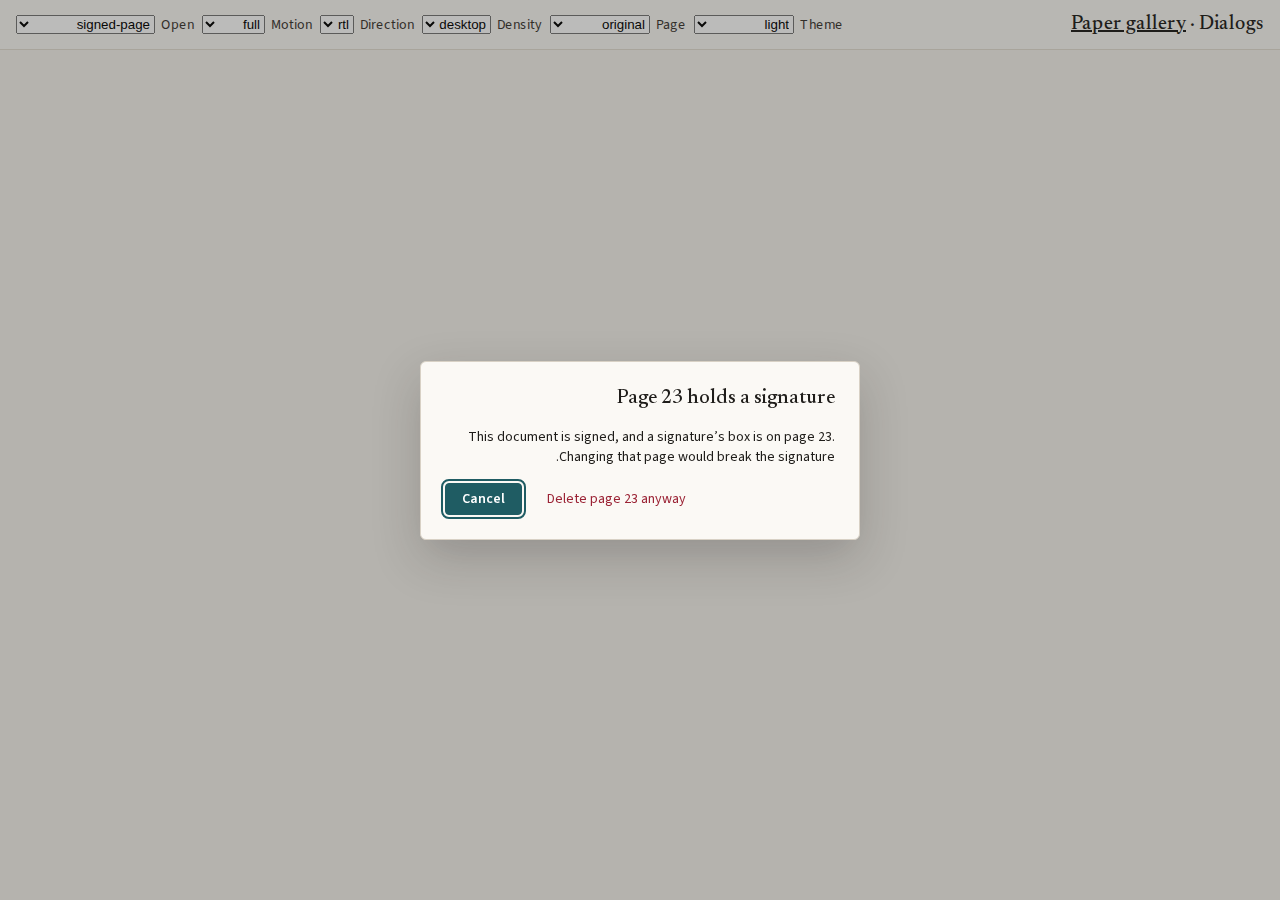 Paper gallery · Dialogs
Theme light
Page original
Density desktop
Direction rtl
Motion full
Open signed-page
Page 23 holds a signature
This document is signed, and a signature’s box is on page 23.
Changing that page would break the signature.
Delete page 23 anyway
Cancel